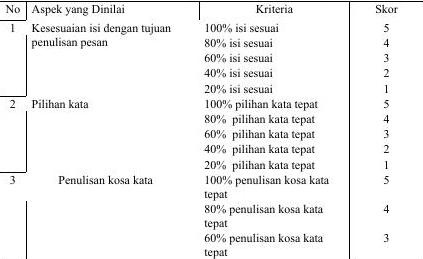 No Aspek yang Dinilai Kriteria Skor
1 Kesesuaian isi dengan tujuan 100% isi sesuai 5
penulisan pesan 80% isi sesuai 4
60% isi sesuai 3
40% isi sesuai 2
20% isi sesuai 1
2 Pilihan kata 100% pilihan kata tepat 5
80% pilihan kata tepat 4
60% pilihan kata tepat 3
40% pilihan kata tepat 2
20% pilihan kata tepat 1
3 Penulisan kosa kata 100% penulisan kosa kata 5
tepat
80% penulisan kosa kata 4
tepat
60% penulisan kosa kata 3
tepat